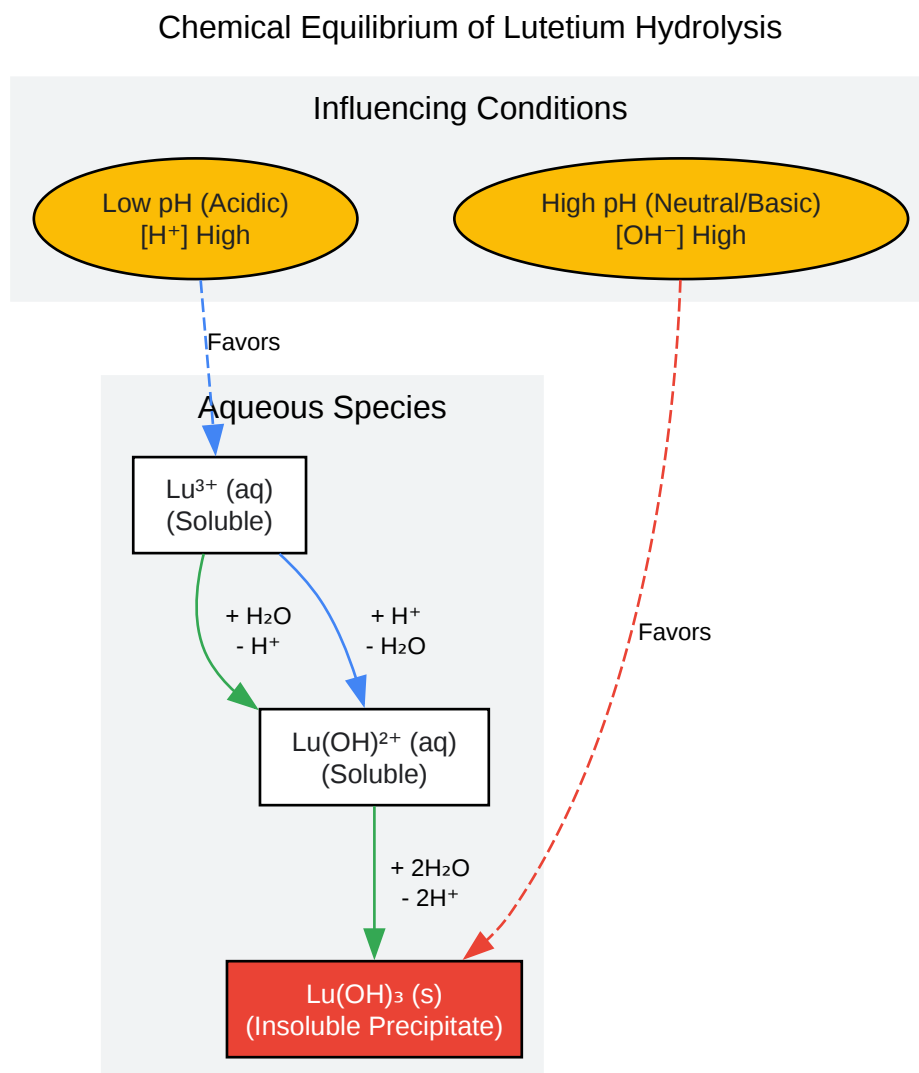 Chemical Equilibrium of Lutetium Hydrolysis
Influencing Conditions
Low pH (Acidic)
[H⁺] High
High pH (Neutral/Basic)
[OH⁻] High
Favors
Aqueous Species
Lu³⁺ (aq)
(Soluble)
+ H₂O
- H⁺
+ H⁺
- H₂O
Favors
Lu(OH)²⁺ (aq)
(Soluble)
+ 2H₂O
- 2H⁺
Lu(OH)₃ (s)
(Insoluble Precipitate)